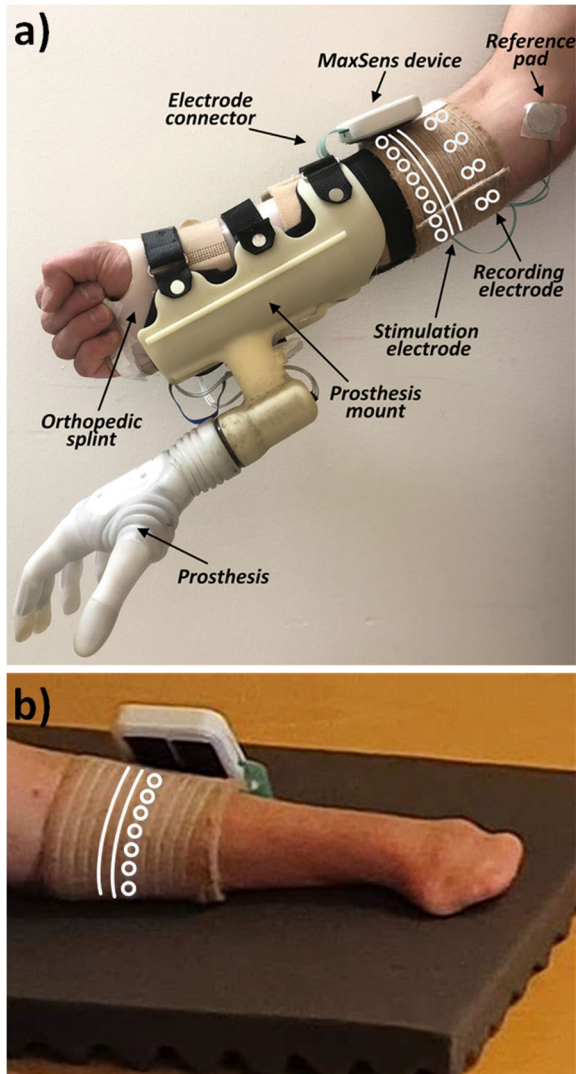 a)
MaxSens device
Reference
pad
Electrode
connector
Recording
electrode
Stimulation
electrode
Prosthesis
mount
Orthopedic
splint
Prosthesis
b)